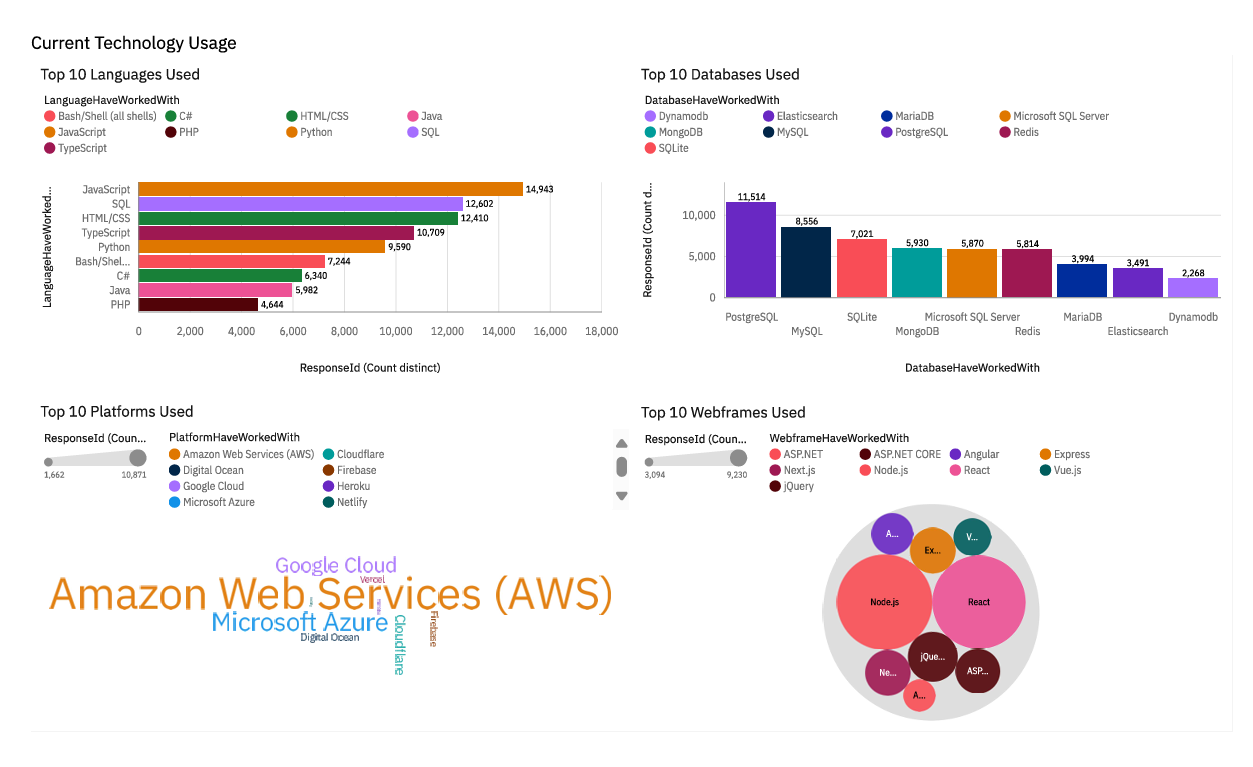 Current Technology Usage
Top 10 Languages Used
LanguageHaveWorkedWith
Bash/Shell (all shells) C# HTML/CSS Java
JavaScript PHP Python SQL
TypeScript
LanguageHaveWorked...
JavaScript 14,943
SQL 12,602
HTML/CSS 12,410
TypeScript 10,709
Python 9,590
Bash/Shel... 7,244
C# 6,340
Java 5,982
PHP 4,644
0 2,000 4,000 6,000 8,000 10,000 12,000 14,000 16,000 18,000
ResponseId (Count distinct)
Top 10 Databases Used
DatabaseHaveWorkedWith
Dynamodb Elasticsearch MariaDB Microsoft SQL Server
MongoDB MySQL PostgreSQL Redis
SQLite
ResponseId (Count d...
10,000
5,000
0
11,514 8,556 7,021 5,930 5,870 5,814 3,994 3,491 2,268
PostgreSQL SQLite Microsoft SQL Server MariaDB Dynamodb
MySQL MongoDB Redis Elasticsearch
DatabaseHaveWorkedWith
Top 10 Platforms Used
ResponseId (Coun...
1,662 10,871
PlatformHaveWorkedWith
Amazon Web Services (AWS) Cloudflare
Digital Ocean Firebase
Google Cloud Heroku
Microsoft Azure Netlify
Google Cloud
Vercel
Amazon Web Services (AWS)
Microsoft Azure
Digital Ocean
Cloudflare
Firebase
Top 10 Webframes Used
ResponseId (Coun...
3,094 9,230
WebframeHaveWorkedWith
ASP.NET ASP.NET CORE Angular Express
Next.js Node.js React Vue.js
jQuery
A... V...
Ex...
Node.js React
jQue...
Ne... ASP...
A...